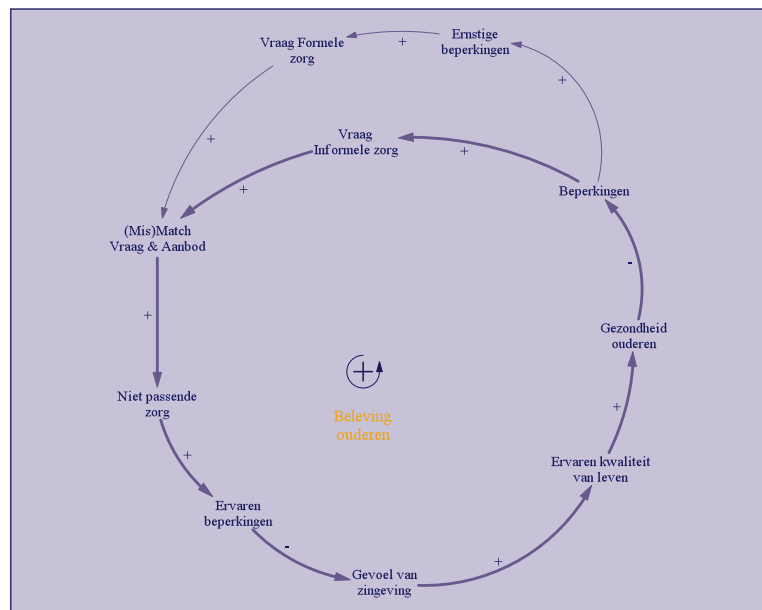 Vraag Formele
zorg
+
Ernstige
beperkingen
+
+
Vraag
Informele zorg
+
+
Beperkingen
(Mis)Match
Vraag & Aanbod
-
+
Gezondheid
ouderen
+
Beleving
ouderen
Niet passende
zorg
+
+
Ervaren kwaliteit
van leven
Ervaren
beperkingen
-
+
Gevoel van
zingeving